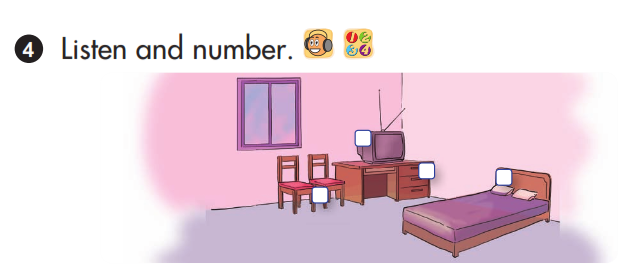 4 Listen and number.